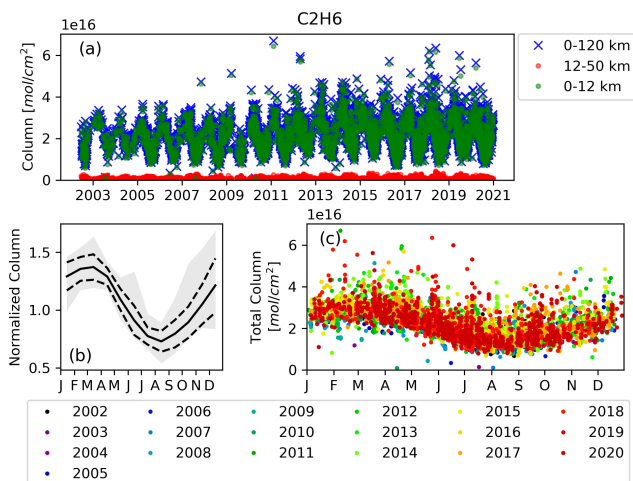 C2H6
1e16
(a)
Column [mol/cm²]
6
4
2
0
2003 2005 2007 2009 2011 2013 2015 2017 2019 2021
0-120 km
12-50 km
0-12 km
(b)
Normalized Column
1.5
1.0
0.5
J F M A M J J A S O N D
1e16
(c)
Total Column
[mol/cm²]
6
4
2
0
J F M A M J J A S O N D
2002 2006 2009 2012 2015 2018
2003 2007 2010 2013 2016 2019
2004 2008 2011 2014 2017 2020
2005